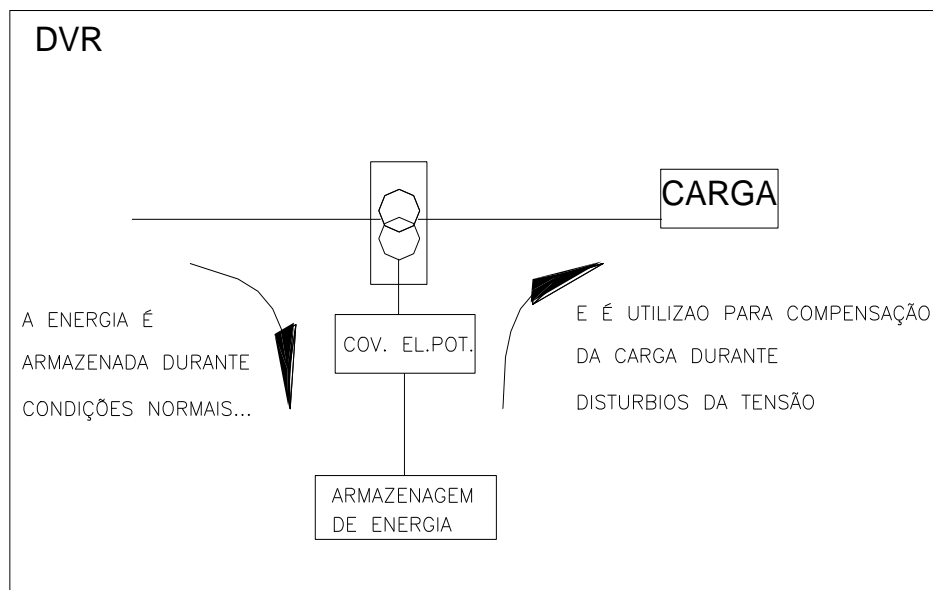 DVR
CARGA
A ENERGIA É
ARMAZENADA DURANTE
CONDIÇÕES NORMAIS...
COV. EL.POT.
E É UTILIZAO PARA COMPENSAÇÃO
DA CARGA DURANTE
DISTURBIOS DA TENSÃO
ARMAZENAGEM
DE ENERGIA